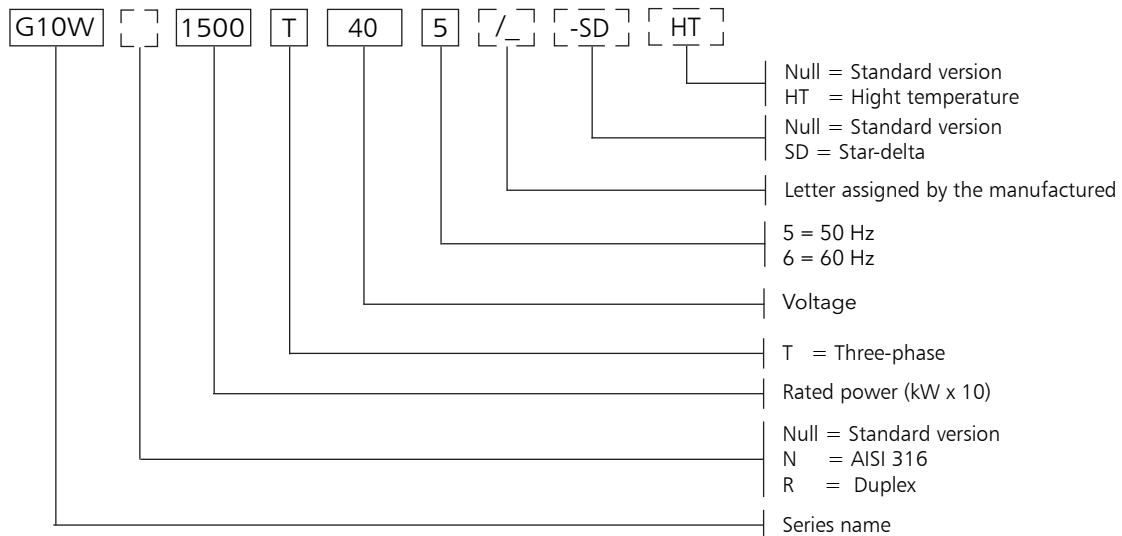 G10W 1500 T 40 5 /_ -SD HT
Null = Standard version
HT = Hight temperature
Null = Standard version
SD = Star-delta
Letter assigned by the manufactured
5 = 50 Hz
6 = 60 Hz
Voltage
T = Three-phase
Rated power (kW x 10)
Null = Standard version
N = AISI 316
R = Duplex
Series name